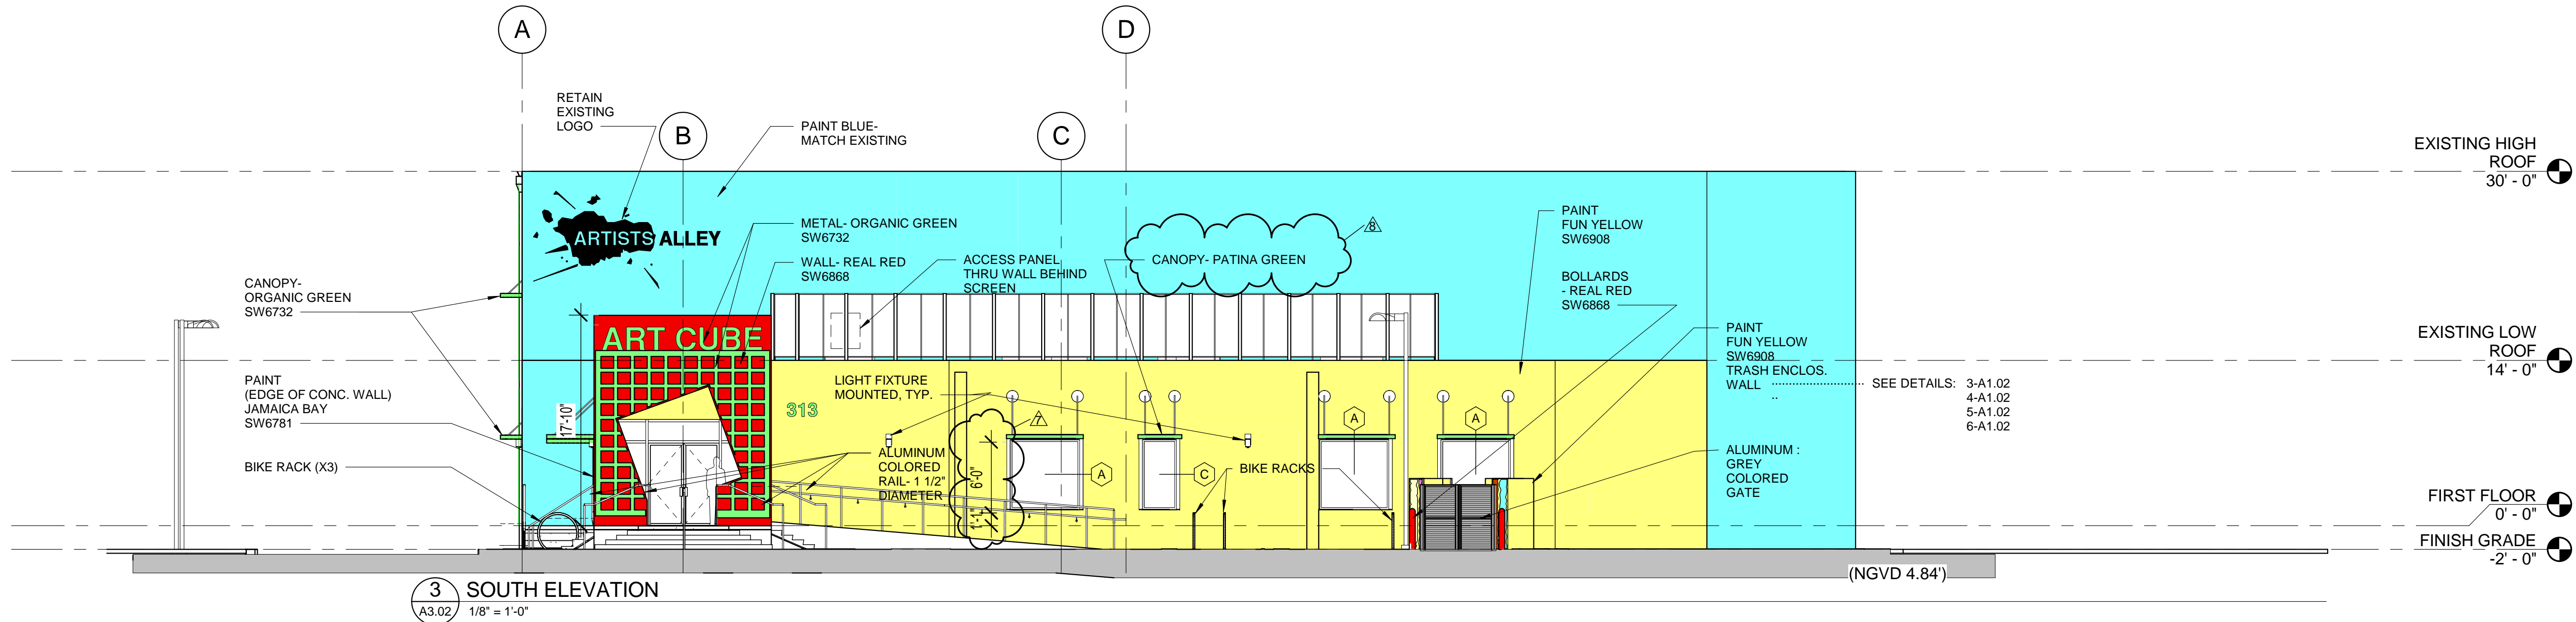 A
D
RETAIN
EXISTING
LOGO
B
PAINT BLUE-
MATCH EXISTING
C
EXISTING HIGH
ROOF
30' - 0"
ARTISTS ALLEY
METAL- ORGANIC GREEN
SW6732
WALL- REAL RED
SW6868
ACCESS PANEL
THRU WALL BEHIND
SCREEN
CANOPY- PATINA GREEN
8
PAINT
FUN YELLOW
SW6908
BOLLARDS
- REAL RED
SW6868
CANOPY-
ORGANIC GREEN
SW6732
ART CUBE
PAINT
FUN YELLOW
SW6908
TRASH ENCLOS.
WALL
SEE DETAILS: 3-A1.02
4-A1.02
5-A1.02
6-A1.02
EXISTING LOW
ROOF
14' - 0"
PAINT
(EDGE OF CONC. WALL)
JAMAICA BAY
SW6781
17'-10"
313
LIGHT FIXTURE
MOUNTED, TYP.
7
A
A
BIKE RACK (X3)
ALUMINUM
COLORED
RAIL- 1 1/2"
DIAMETER
6'-0"
1'-1"
A
C
BIKE RACKS
ALUMINUM :
GREY
COLORED
GATE
FIRST FLOOR
0' - 0"
FINISH GRADE
-2' - 0"
(NGVD 4.84')
3
A3.02
SOUTH ELEVATION
1/8" = 1'-0"